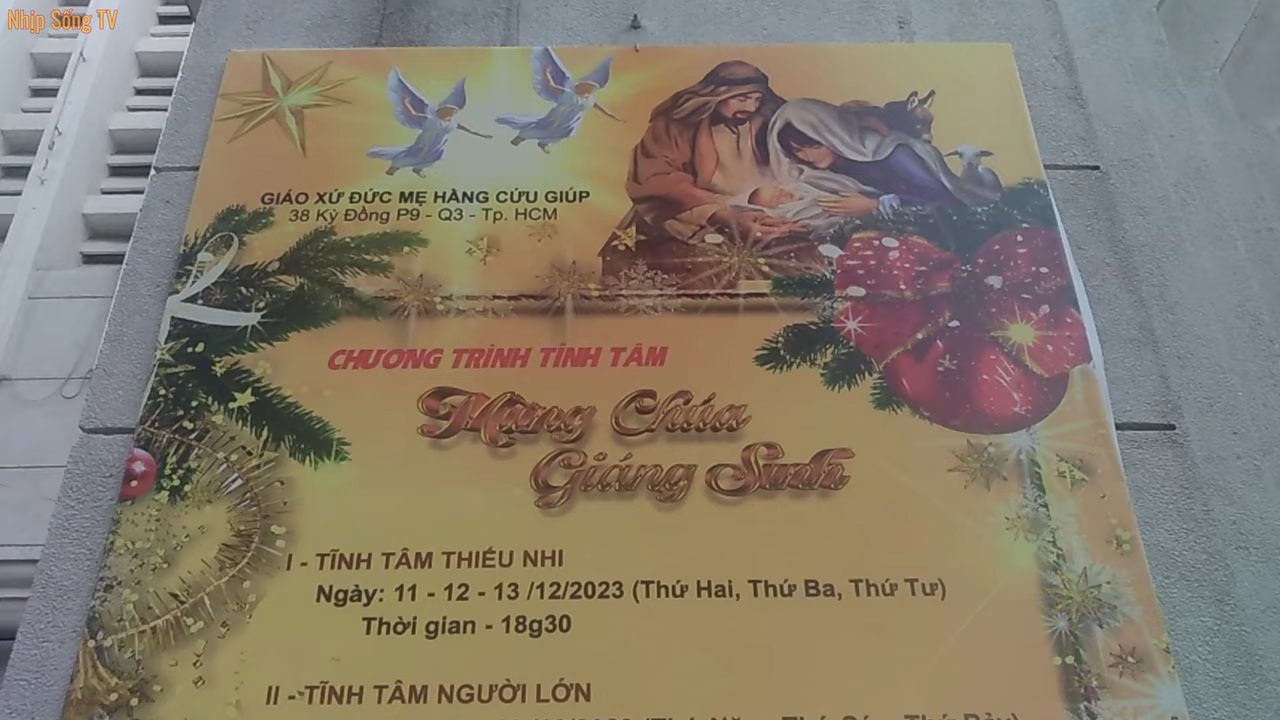 Nhịp Sống TV
GIÁO XỨ ĐỨC MẸ HẰNG CỨU GIÚP
38 Kỳ Đồng P9 - Q3 - Tp. HCM
CHƯƠNG TRÌNH TĨNH TÂM
Mừng Chúa
Giáng Sinh
I - TĨNH TÂM THIẾU NHI
Ngày: 11 - 12 - 13 /12/2023 (Thứ Hai, Thứ Ba, Thứ Tư)
Thời gian - 18g30
II - TĨNH TÂM NGƯỜI LỚN